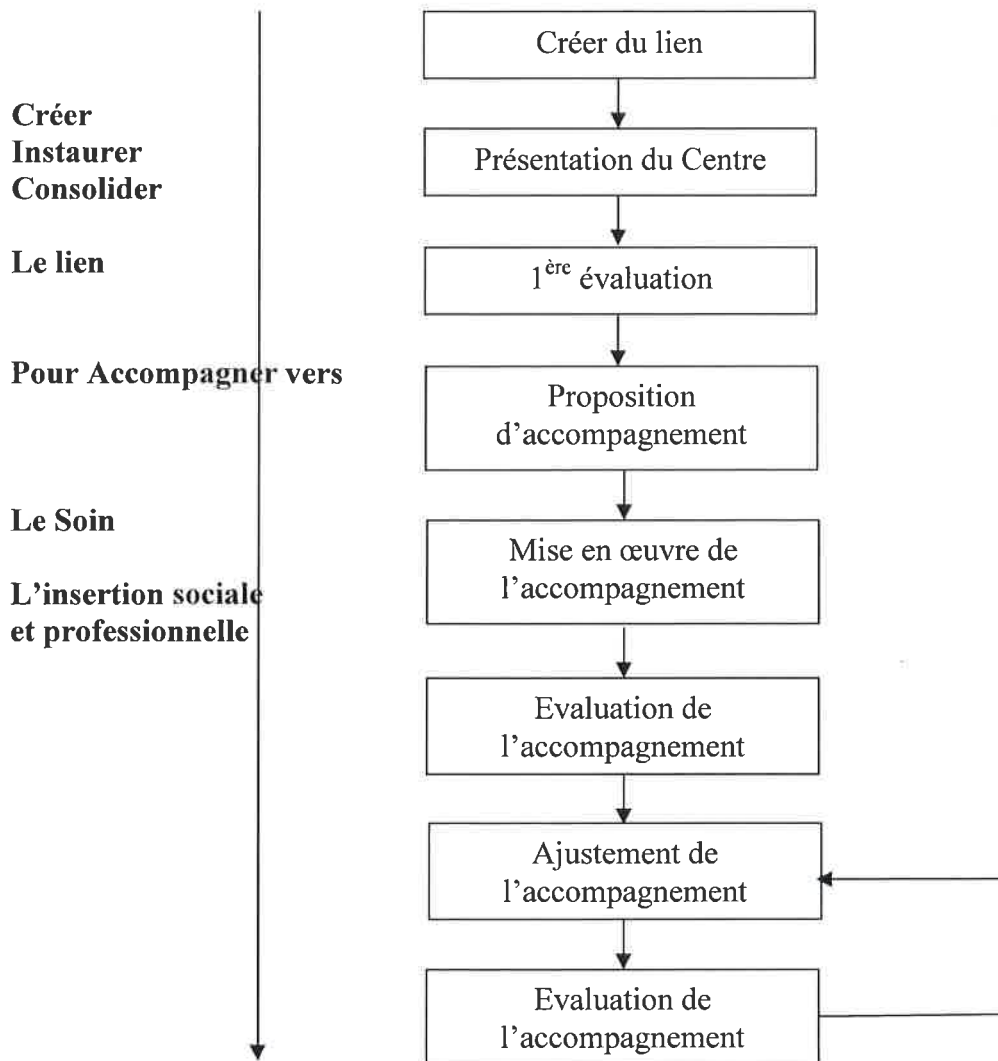 Créer
Instaurer
Consolider
Le lien
Pour Accompagner vers
Le Soin
L'insertion sociale
et professionnelle
Créer du lien
Présentation du Centre
1ère évaluation
Proposition
d'accompagnement
Mise en œuvre de
l'accompagnement
Evaluation de
l'accompagnement
Ajustement de
l'accompagnement
Evaluation de
l'accompagnement